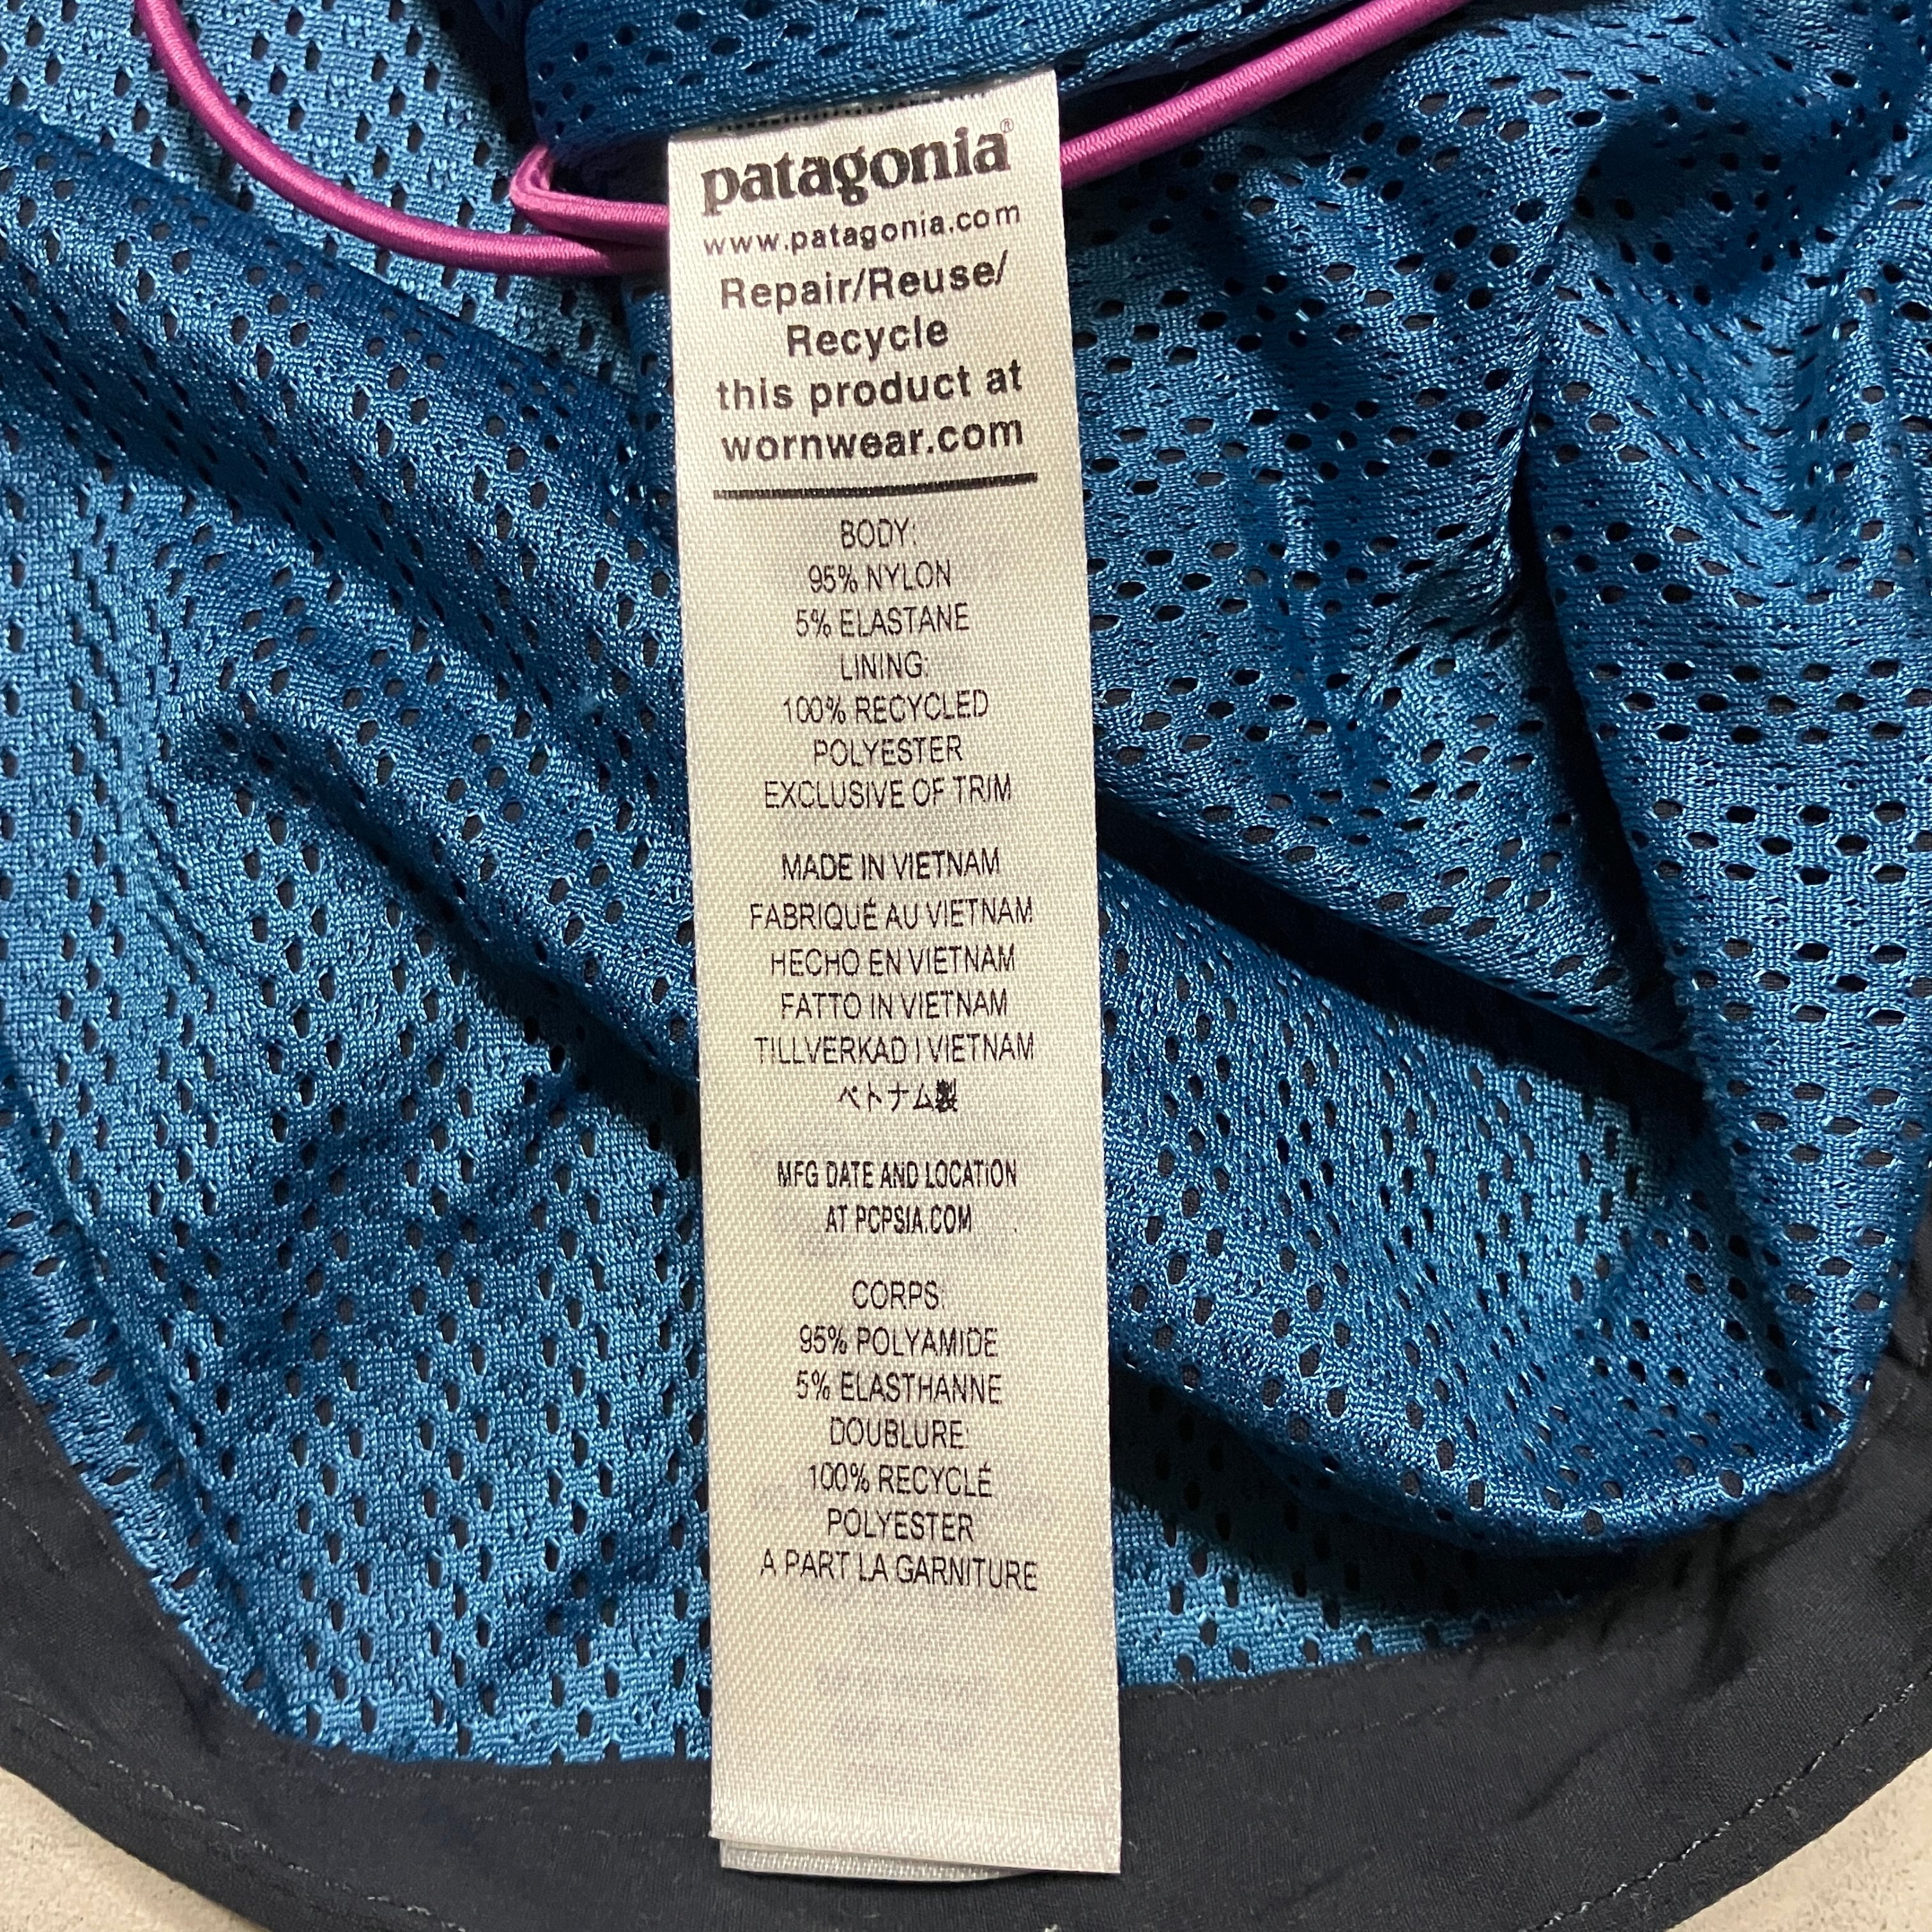 patagonia®
www.patagonia.com
Repair/Reuse/
Recycle
this product at
wornwear.com
BODY:
95% NYLON
5% ELASTANE
LINING:
100% RECYCLED
POLYESTER
EXCLUSIVE OF TRIM
MADE IN VIETNAM
FABRIQUÉ AU VIETNAM
HECHO EN VIETNAM
FATTO IN VIETNAM
TILLVERKAD I VIETNAM
ベトナム製
MFG DATE AND LOCATION
AT PCPSIA.COM
CORPS:
95% POLYAMIDE
5% ELASTHANNE
DOUBLURE:
100% RECYCLÉ
POLYESTER
A PART LA GARNITURE